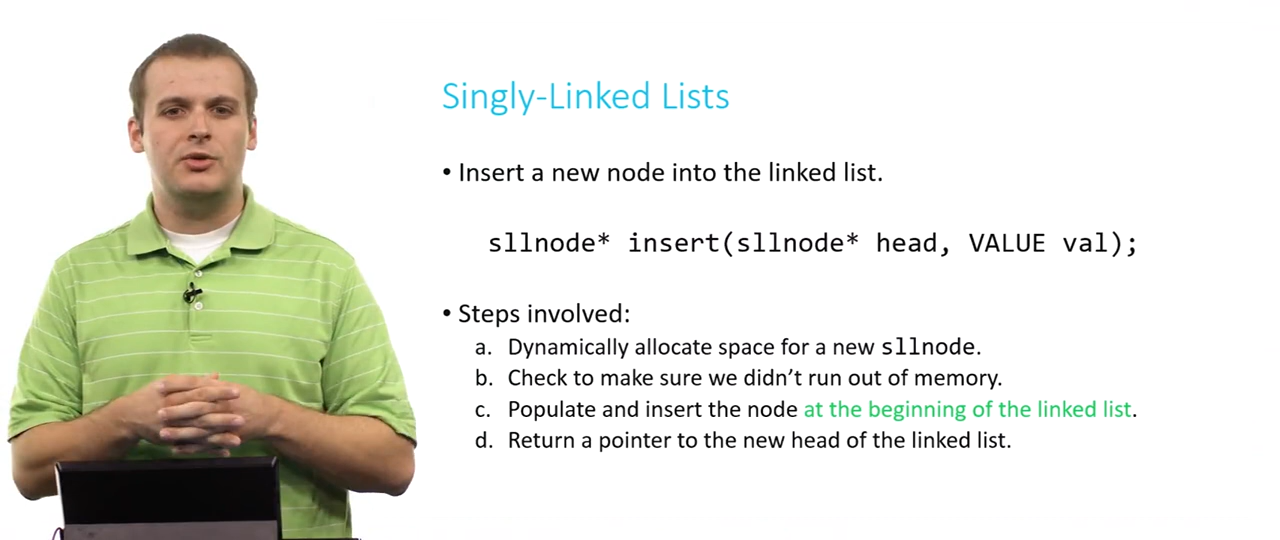 Singly-Linked Lists
• Insert a new node into the linked list.
sllnode* insert(sllnode* head, VALUE val);
• Steps involved:
a. Dynamically allocate space for a new sllnode.
b. Check to make sure we didn’t run out of memory.
c. Populate and insert the node at the beginning of the linked list.
d. Return a pointer to the new head of the linked list.